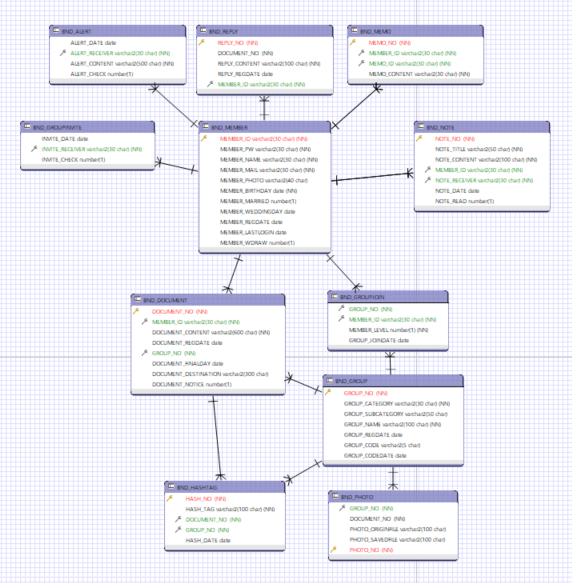 BND_ALERT
ALERT_DATE date
ALERT_RECEIVER varchar2(30 char) (NN)
ALERT_CONTENT varchar2(500 char) (NN)
ALERT_CHECK number(1)
BND_REPLY
REPLY_NO (NN)
DOCUMENT_NO (NN)
REPLY_CONTENT varchar2(100 char) (NN)
REPLY_REGDATE date
MEMBER_ID varchar2(30 char) (NN)
BND_MEMO
MEMO_NO (NN)
MEMBER_ID varchar2(30 char) (NN)
MEMO_ID varchar2(30 char) (NN)
MEMO_CONTENT varchar2(30 char) (NN)
BND_GROUPINVITE
INVITE_DATE date
INVITE_RECEIVER varchar2(30 char) (NN)
INVITE_CHECK number(1)
BND_MEMBER
MEMBER_ID varchar2(30 char) (NN)
MEMBER_PW varchar2(30 char) (NN)
MEMBER_NAME varchar2(30 char) (NN)
MEMBER_MAIL varchar2(30 char) (NN)
MEMBER_PHOTO varchar2(40 char)
MEMBER_BIRTHDAY date (NN)
MEMBER_MARRIED number(1)
MEMBER_WEDDINGDAY date
MEMBER_REGDATE date
MEMBER_LASTLOGIN date
MEMBER_WDRAW number(1)
BND_NOTE
NOTE_NO (NN)
NOTE_TITLE varchar2(50 char) (NN)
NOTE_CONTENT varchar2(300 char) (NN)
MEMBER_ID varchar2(30 char) (NN)
NOTE_RECEIVER varchar2(30 char) (NN)
NOTE_DATE date
NOTE_READ number(1)
BND_DOCUMENT
DOCUMENT_NO (NN)
MEMBER_ID varchar2(30 char) (NN)
DOCUMENT_CONTENT varchar2(600 char) (NN)
DOCUMENT_REGDATE date
GROUP_NO (NN)
DOCUMENT_FINALDAY date
DOCUMENT_DESTINATION varchar2(300 char)
DOCUMENT_NOTICE number(1)
BND_GROUPJOIN
GROUP_NO (NN)
MEMBER_ID varchar2(30 char) (NN)
MEMBER_LEVEL number(1) (NN)
GROUP_JOINDATE date
BND_GROUP
GROUP_NO (NN)
GROUP_CATEGORY varchar2(30 char) (NN)
GROUP_SUBCATEGORY varchar2(50 char)
GROUP_NAME varchar2(100 char) (NN)
GROUP_REGDATE date
GROUP_CODE varchar2(5 char)
GROUP_CODEDATE date
BND_HASHTAG
HASH_NO (NN)
HASH_TAG varchar2(100 char) (NN)
DOCUMENT_NO (NN)
GROUP_NO (NN)
HASH_DATE date
BND_PHOTO
GROUP_NO (NN)
DOCUMENT_NO (NN)
PHOTO_ORIGINFILE varchar2(100 char)
PHOTO_SAVEDFILE varchar2(100 char)
PHOTO_NO (NN)